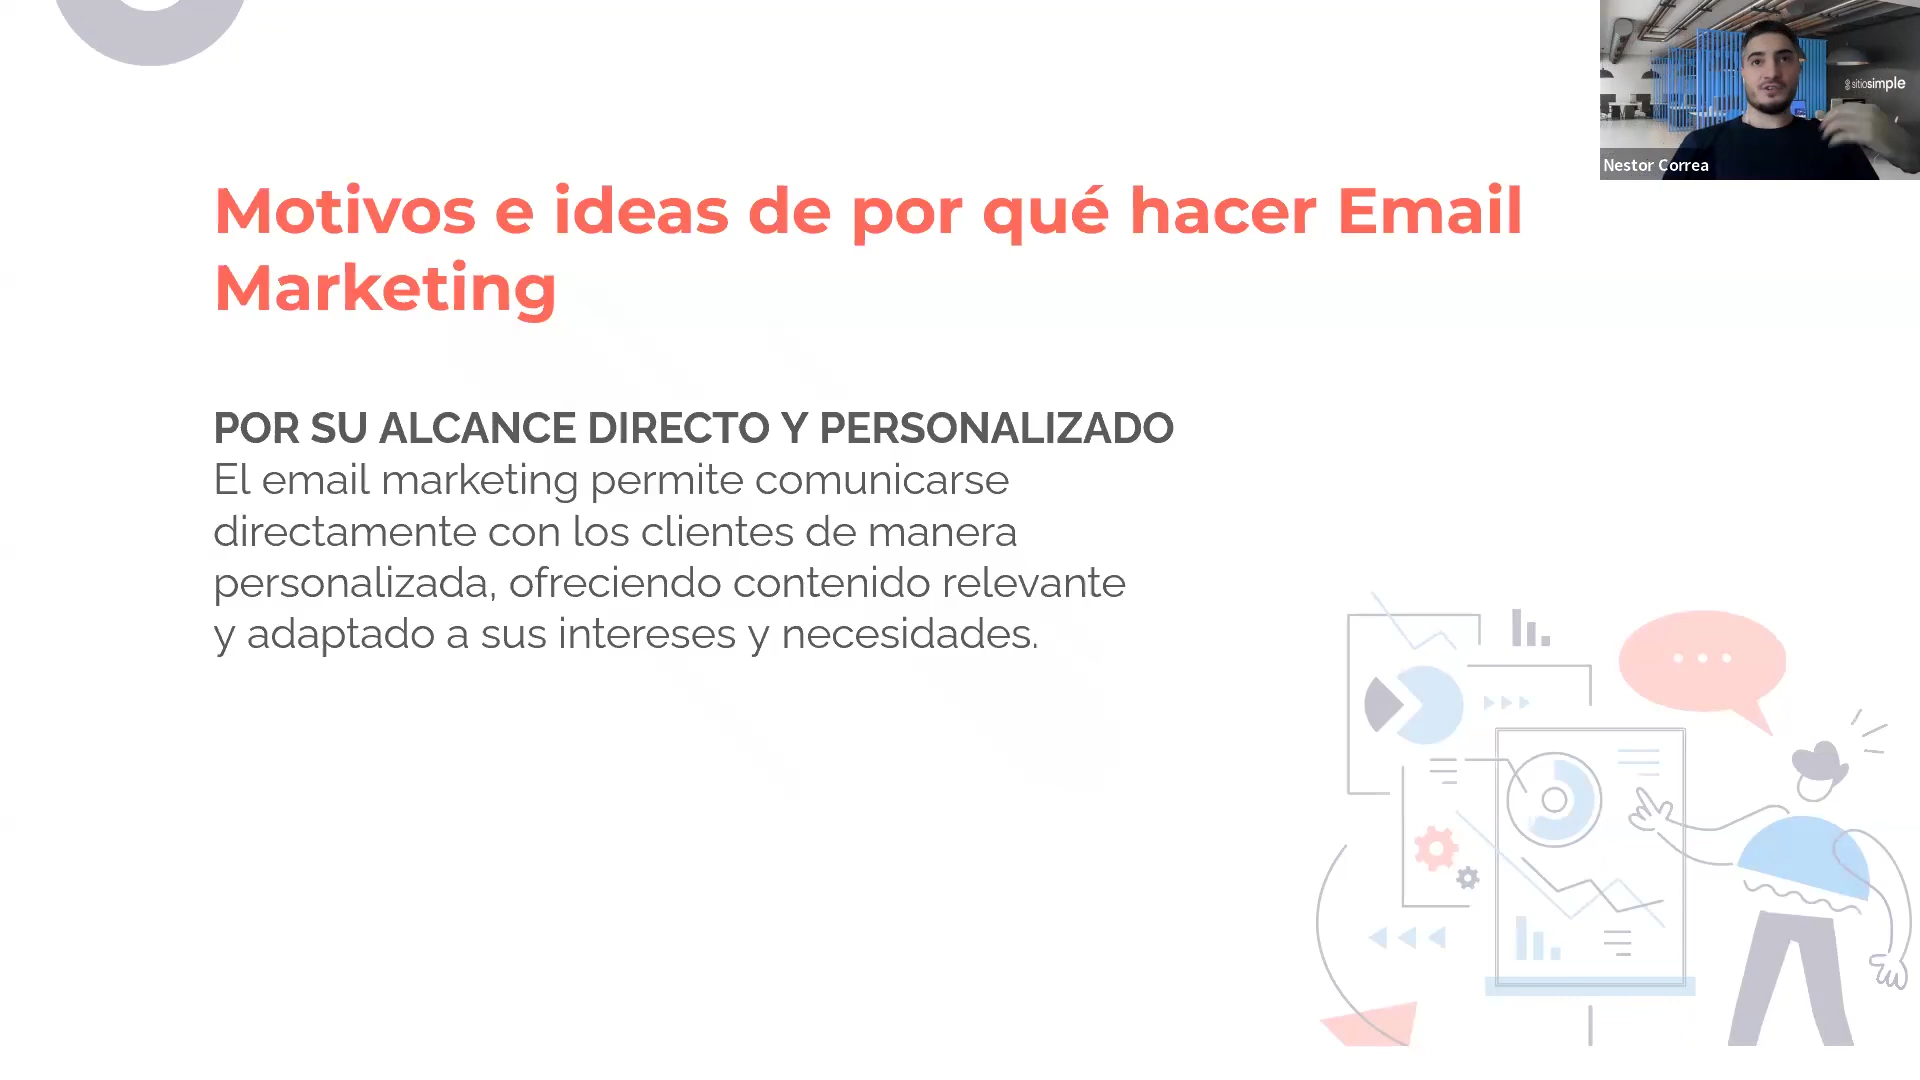 sitiosimple
Nestor Correa
Motivos e ideas de por qué hacer Email
Marketing
POR SU ALCANCE DIRECTO Y PERSONALIZADO
El email marketing permite comunicarse
directamente con los clientes de manera
personalizada, ofreciendo contenido relevante
y adaptado a sus intereses y necesidades.